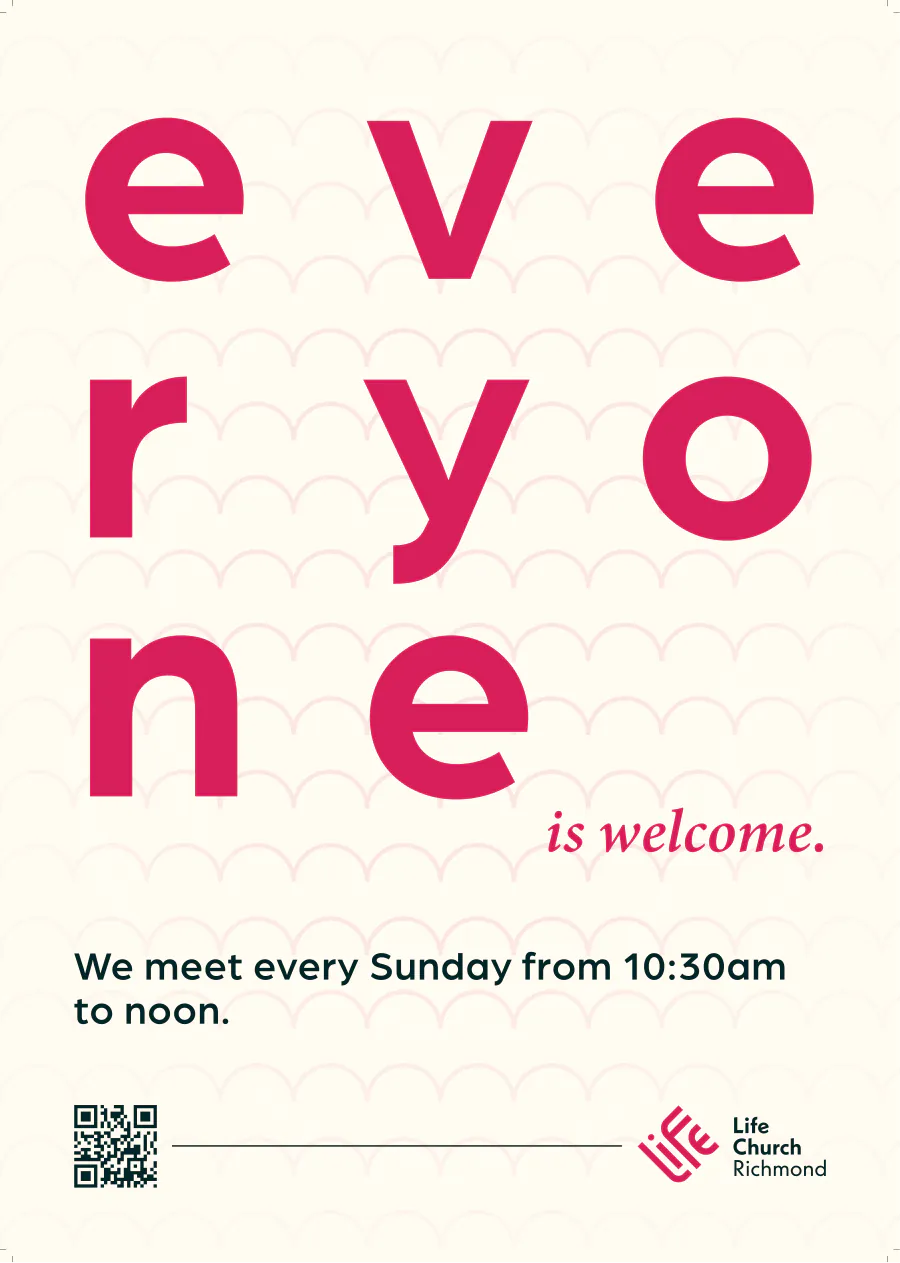 e v e
r y o
n e
is welcome.
We meet every Sunday from 10:30am
to noon.
LIFE
Life
Church
Richmond